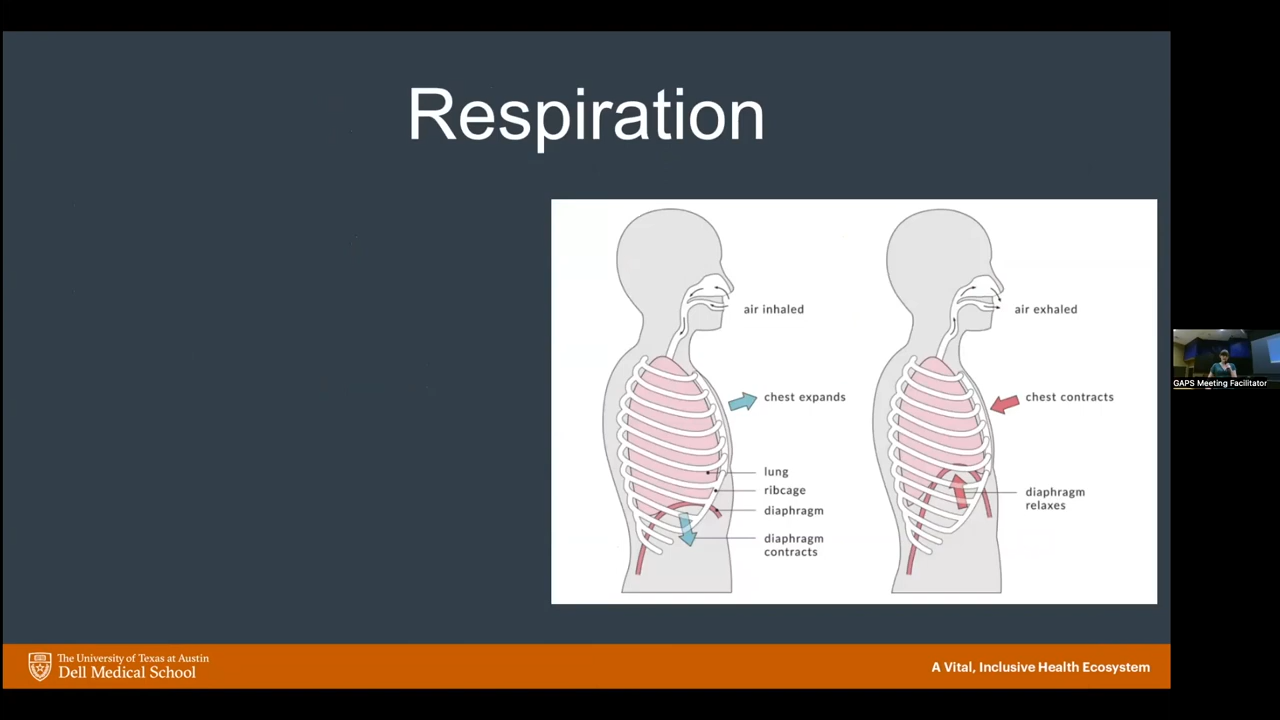 Respiration
air inhaled
chest expands
lung
ribcage
diaphragm
diaphragm
contracts
air exhaled
chest contracts
diaphragm
relaxes
GAPS Meeting Facilitator
The University of Texas at Austin
Dell Medical School
A Vital, Inclusive Health Ecosystem